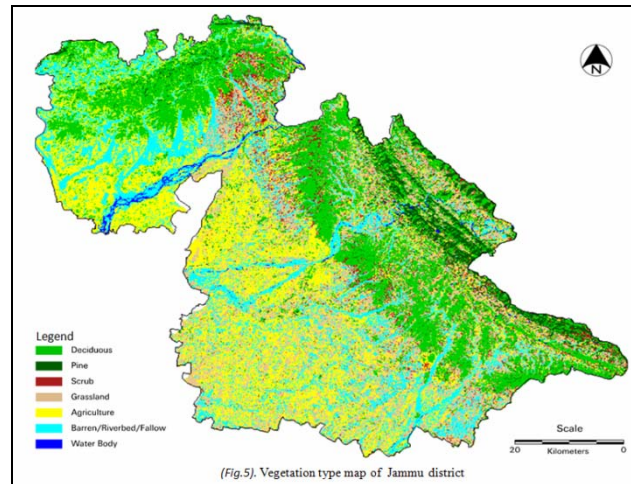 N
Legend
Deciduous
Pine
Scrub
Grassland
Agriculture
Barren/Riverbed/Fallow
Water Body
Scale
20 0
Kilometers
(Fig.5). Vegetation type map of Jammu district